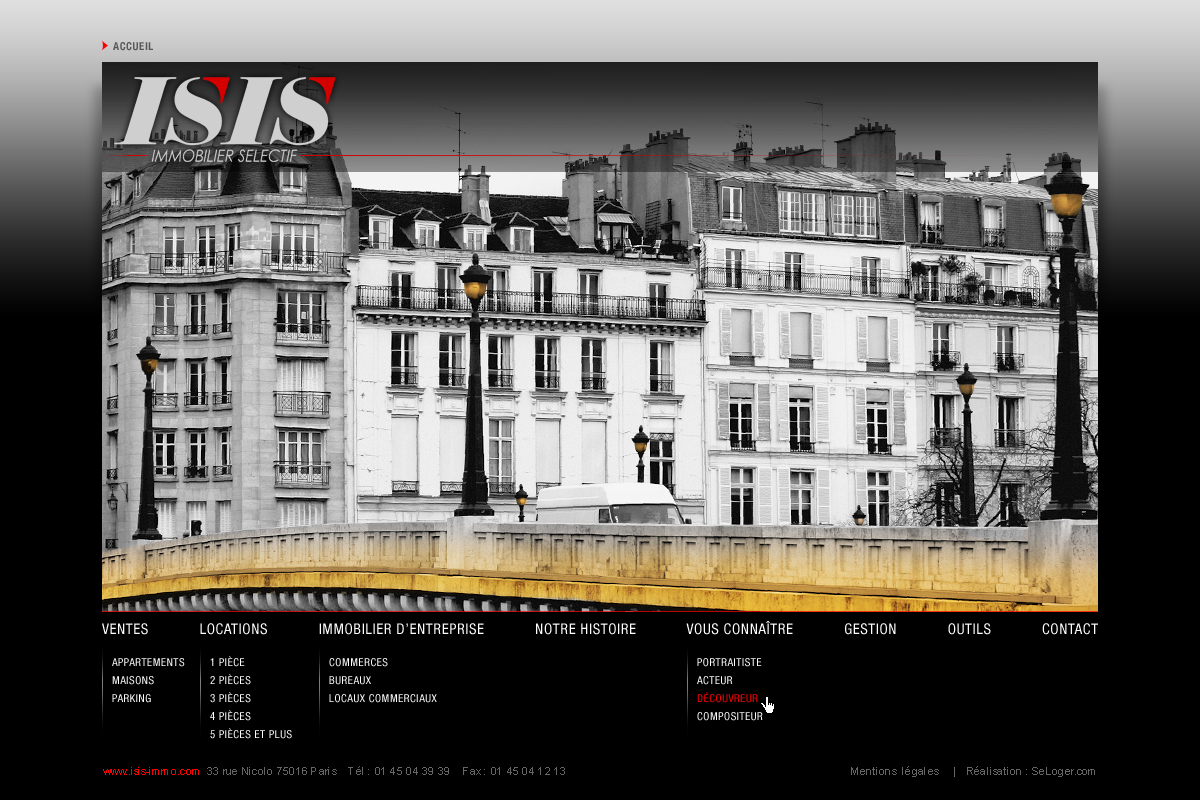 ACCUEIL
ISIS
IMMOBILIER SELECTIF
VENTES LOCATIONS IMMOBILIER D'ENTREPRISE NOTRE HISTOIRE VOUS CONNAÎTRE GESTION OUTILS CONTACT
APPARTEMENTS
MAISONS
PARKING
1 PIÈCE
2 PIÈCES
3 PIÈCES
4 PIÈCES
5 PIÈCES ET PLUS
COMMERCES
BUREAUX
LOCAUX COMMERCIAUX
PORTRAITISTE
ACTEUR
DÉCOUVREUR
COMPOSITEUR
www.isis-immo.com 33 rue Nicolo 75016 Paris Tél : 01 45 04 39 39 Fax : 01 45 04 12 13 Mentions légales | Réalisation : SeLoger.com